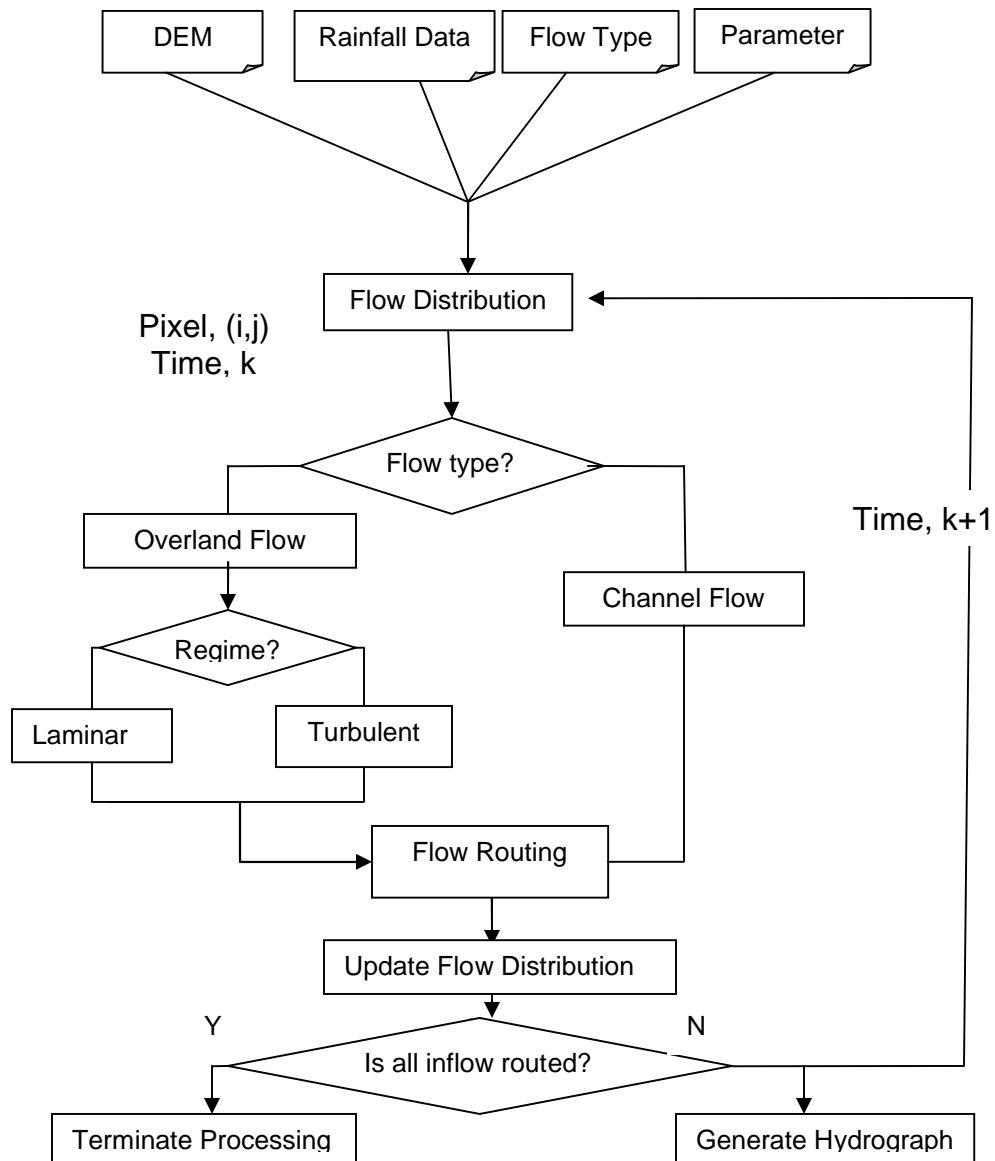 DEM
Rainfall Data
Flow Type
Parameter
Flow Distribution
Pixel, (i,j)
Time, k
Flow type?
Time, k+1
Overland Flow
Channel Flow
Regime?
Laminar
Turbulent
Flow Routing
Update Flow Distribution
Y
N
Is all inflow routed?
Terminate Processing
Generate Hydrograph